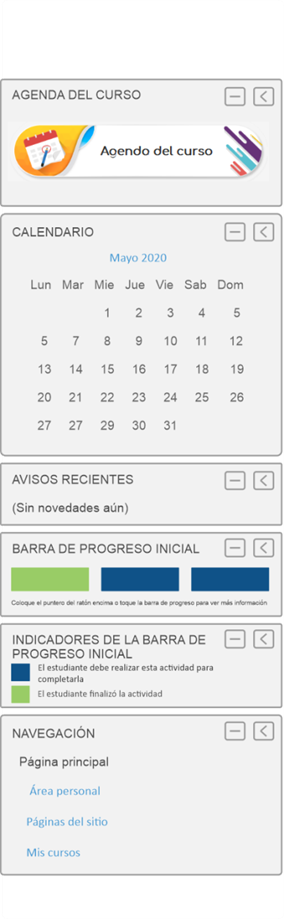 AGENDA DEL CURSO
Agendo del curso
CALENDARIO
Mayo 2020
Lun Mar Mie Jue Vie Sab Dom
1 2 3 4 5
5 7 8 9 10 11 12
13 14 15 16 17 18 19
20 21 22 23 24 25 26
27 27 29 30 31
AVISOS RECIENTES
(Sin novedades aún)
BARRA DE PROGRESO INICIAL
Coloque el puntero del ratón encima o toque la barra de progreso para ver más información
INDICADORES DE LA BARRA DE
PROGRESO INICIAL
El estudiante debe realizar esta actividad para
completarla
El estudiante finalizó la actividad
NAVEGACIÓN
Página principal
Área personal
Páginas del sitio
Mis cursos